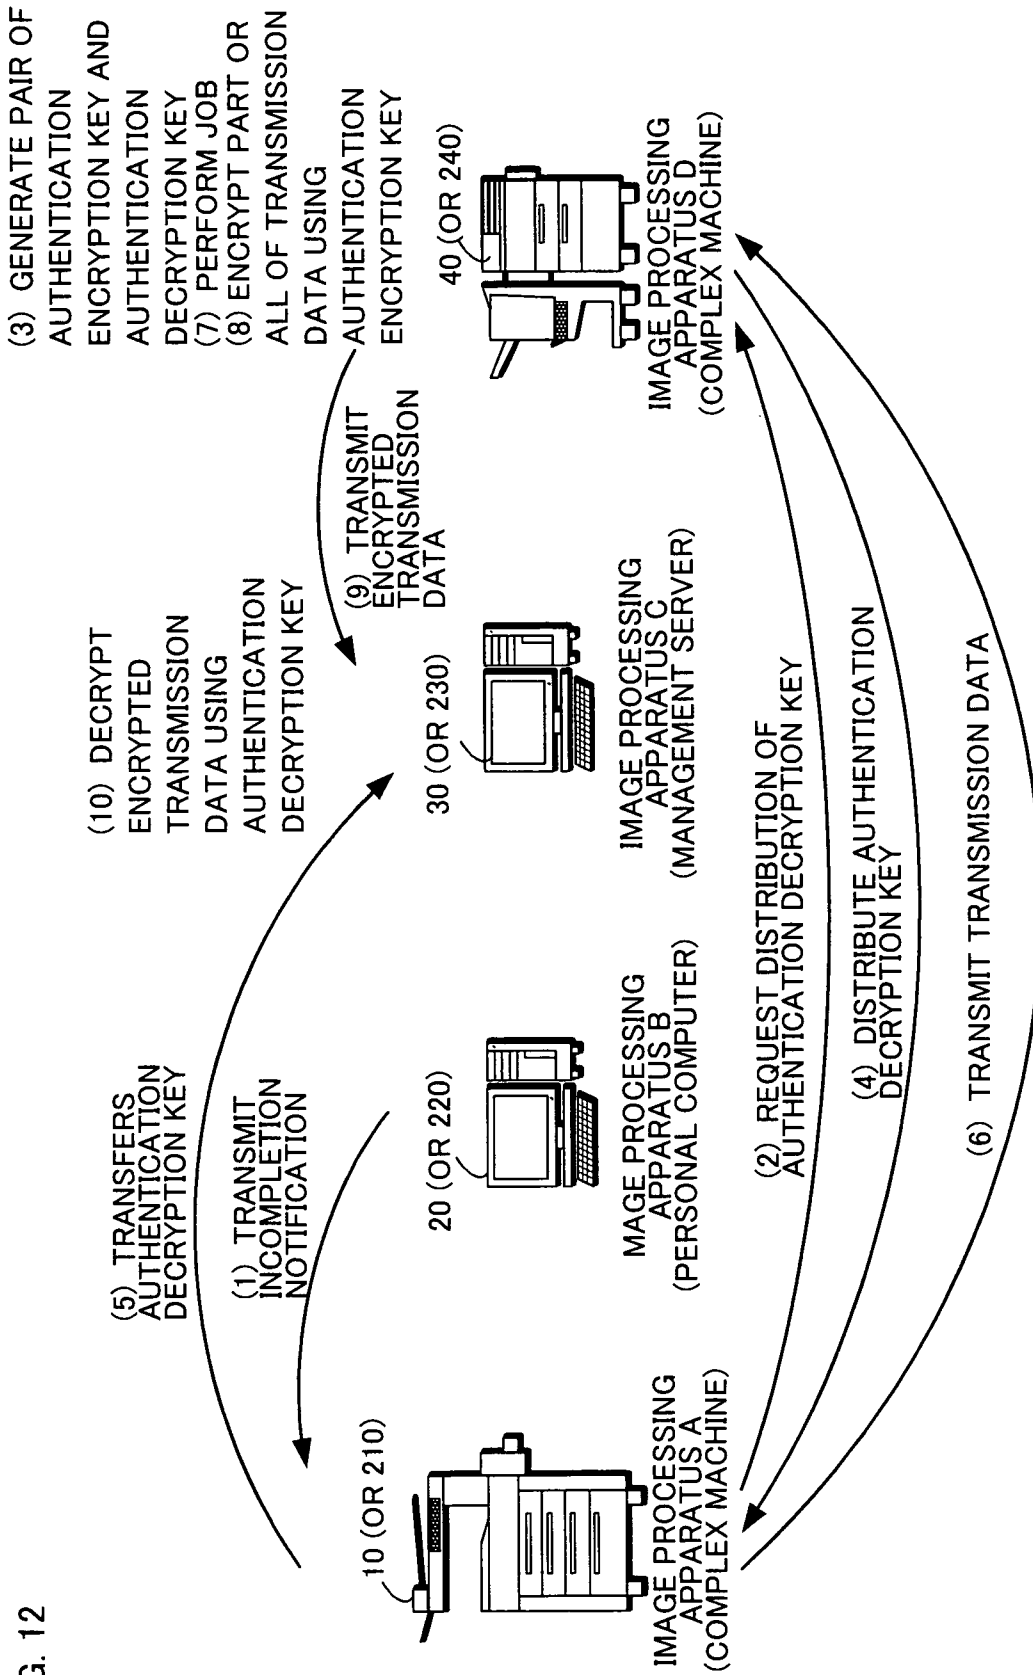 G. 12
(3) GENERATE PAIR OF
AUTHENTICATION
ENCRYPTION KEY AND
AUTHENTICATION
DECRYPTION KEY
(7) PERFORM JOB
(8) ENCRYPT PART OR
ALL OF TRANSMISSION
DATA USING
AUTHENTICATION
ENCRYPTION KEY
(10) DECRYPT
ENCRYPTED
TRANSMISSION
DATA USING
AUTHENTICATION
DECRYPTION KEY
(5) TRANSFERS
AUTHENTICATION
DECRYPTION KEY
(1) TRANSMIT
INCOMPLETION
NOTIFICATION
(9) TRANSMIT
ENCRYPTED
TRANSMISSION
DATA
10 (OR 210)
20 (OR 220)
30 (OR 230)
40 (OR 240)
IMAGE PROCESSING
APPARATUS A
(COMPLEX MACHINE)
MAGE PROCESSING
APPARATUS B
(PERSONAL COMPUTER)
IMAGE PROCESSING
APPARATUS C
(MANAGEMENT SERVER)
IMAGE PROCESSING
APPARATUS D
(COMPLEX MACHINE)
(2) REQUEST DISTRIBUTION OF
AUTHENTICATION DECRYPTION KEY
(4) DISTRIBUTE AUTHENTICATION
DECRYPTION KEY
(6) TRANSMIT TRANSMISSION DATA